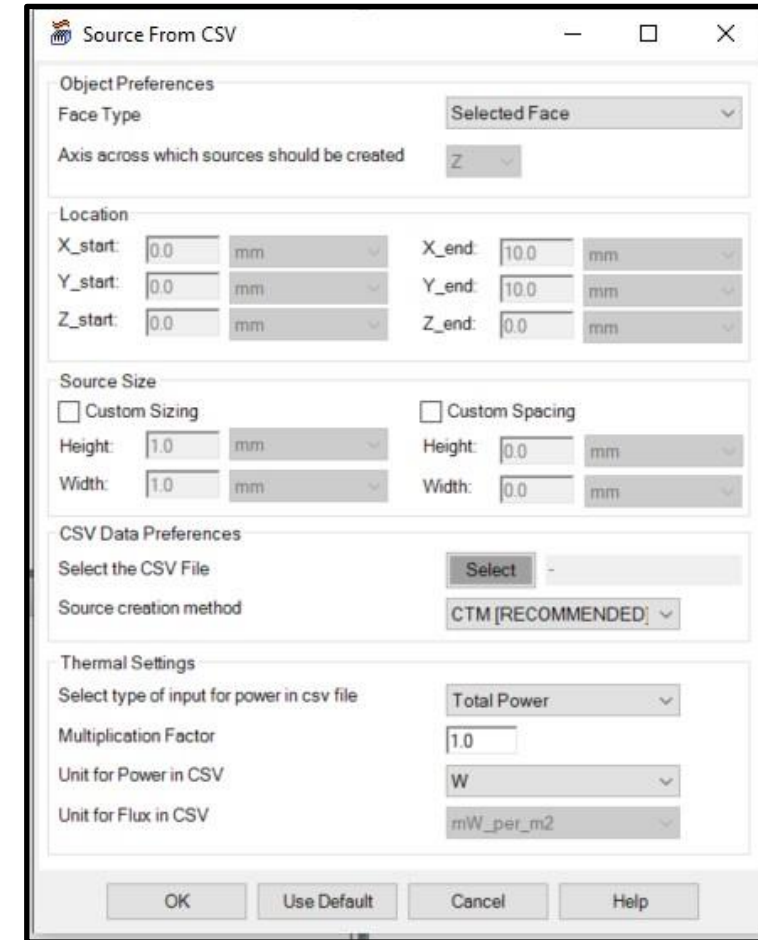 Source From CSV
Object Preferences
Face Type Selected Face
Axis across which sources should be created Z
Location
X_start: 0.0 mm X_end: 10.0 mm
Y_start: 0.0 mm Y_end: 10.0 mm
Z_start: 0.0 mm Z_end: 0.0 mm
Source Size
Custom Sizing Custom Spacing
Height: 1.0 mm Height: 0.0 mm
Width: 1.0 mm Width: 0.0 mm
CSV Data Preferences
Select the CSV File Select -
Source creation method CTM [RECOMMENDED]
Thermal Settings
Select type of input for power in csv file Total Power
Multiplication Factor 1.0
Unit for Power in CSV W
Unit for Flux in CSV mW_per_m2
OK Use Default Cancel Help